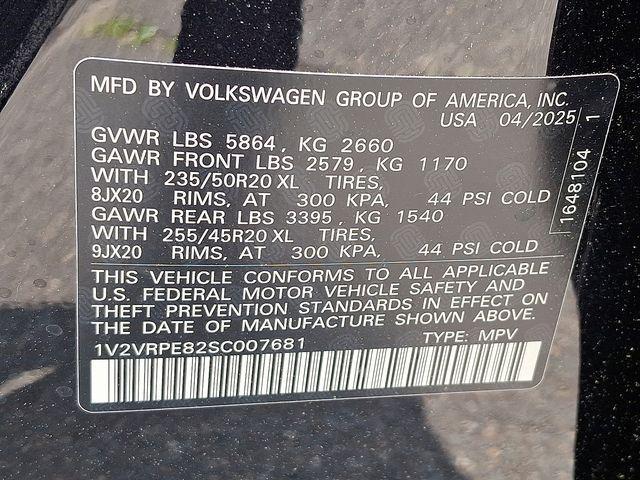 MFD BY VOLKSWAGEN GROUP OF AMERICA, INC.
USA 04/2025
GVWR LBS 5864, KG 2660
GAWR FRONT LBS 2579, KG 1170
WITH 235/50R20 XL TIRES,
8JX20 RIMS, AT 300 KPA, 44 PSI COLD
GAWR REAR LBS 3395, KG 1540
WITH 255/45R20 XL TIRES,
9JX20 RIMS, AT 300 KPA, 44 PSI COLD
THIS VEHICLE CONFORMS TO ALL APPLICABLE
U.S. FEDERAL MOTOR VEHICLE SAFETY AND
THEFT PREVENTION STANDARDS IN EFFECT ON
THE DATE OF MANUFACTURE SHOWN ABOVE.
1V2VRPE82SC007681 TYPE: MPV
1648104 1